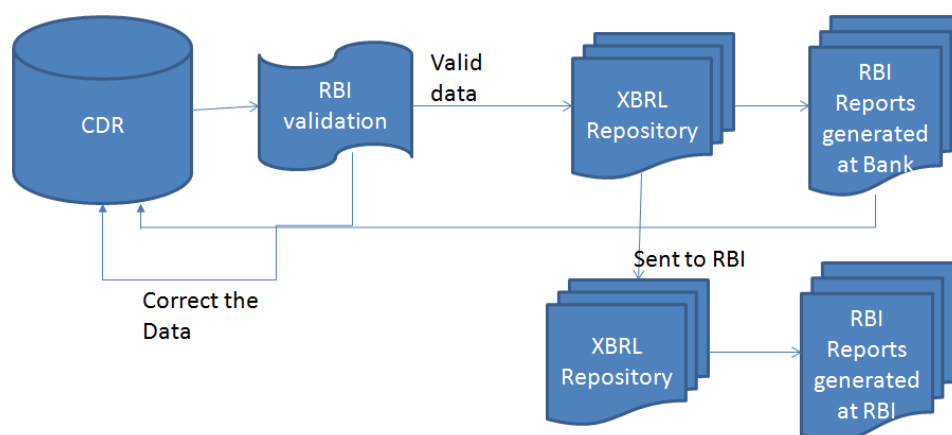 CDR
RBI
validation
Valid
data
XBRL
Repository
RBI
Reports
generated
at Bank
Correct the
Data
Sent to RBI
XBRL
Repository
RBI
Reports
generated
at RBI